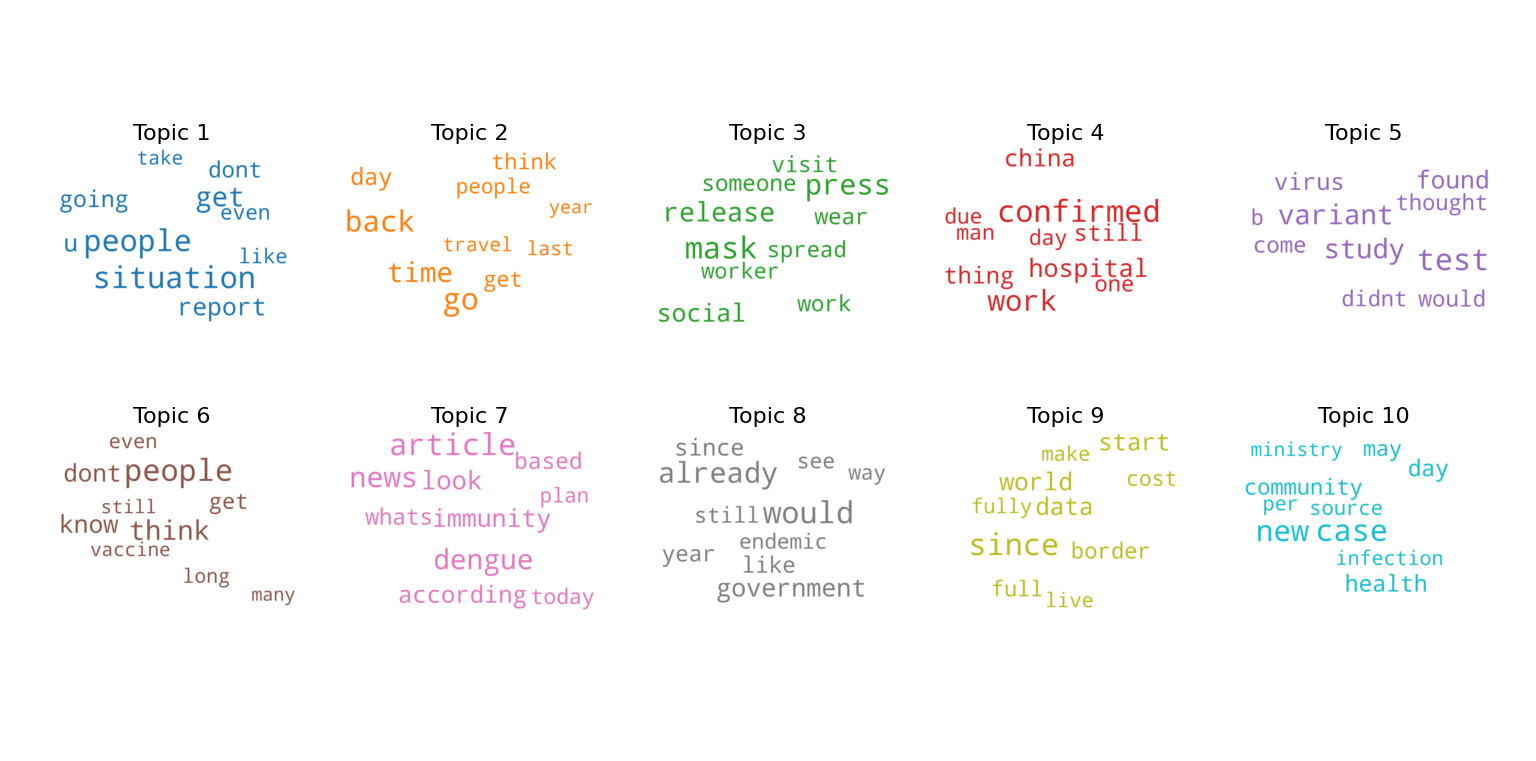 Topic 1
take
dont
going
get
even
u people
like
situation
report
Topic 2
think
day
people
year
back
travel
last
time
get
go
Topic 3
visit
someone
press
release
wear
mask
spread
worker
work
social
Topic 4
china
due
confirmed
man
day
still
thing
hospital
one
work
Topic 5
virus
found
thought
b
variant
come
study
test
didnt
would
Topic 6
even
dont
people
still
get
know
think
vaccine
long
many
Topic 7
article
based
news
look
plan
whats
immunity
dengue
according
today
Topic 8
since
see
already
way
still
would
endemic
year
like
government
Topic 9
start
make
world
cost
fully
data
since
border
full
live
Topic 10
ministry
may
day
community
per
source
new
case
infection
health